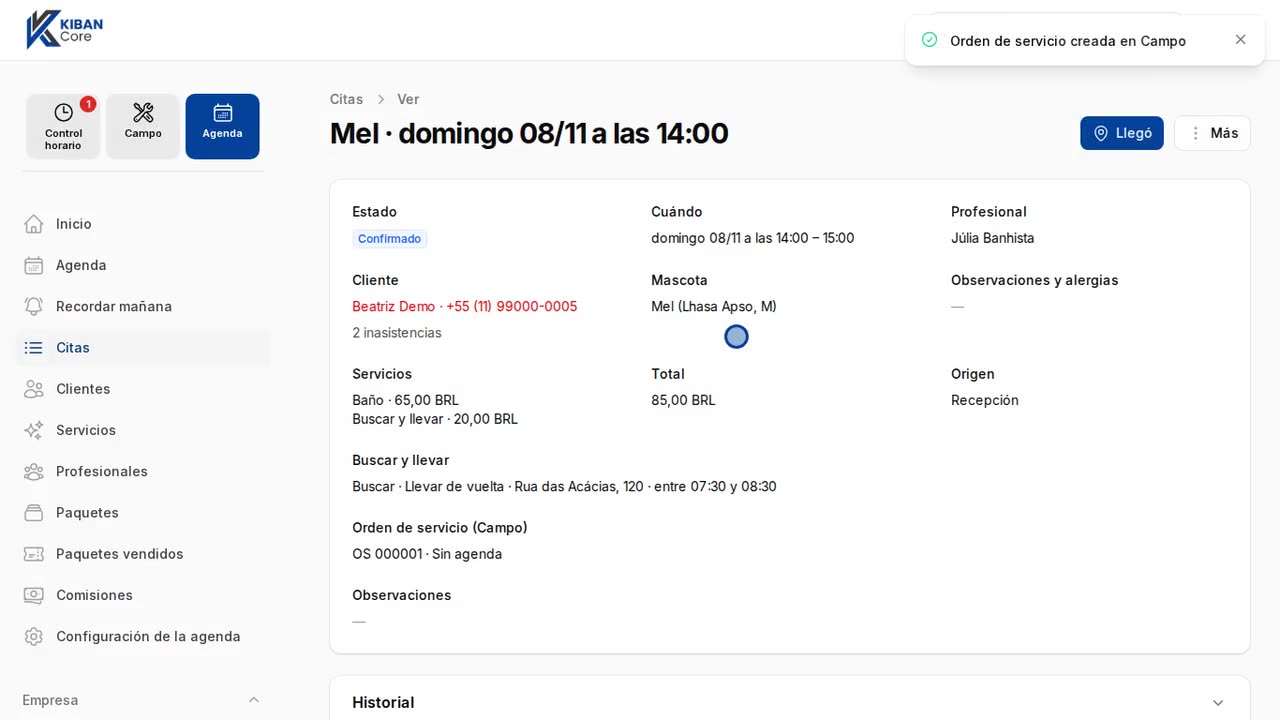 KIBAN
Core
Orden de servicio creada en Campo
Control horario
1
Campo
Agenda
Citas
Ver
Mel · domingo 08/11 a las 14:00
Llegó
Más
Inicio
Agenda
Recordar mañana
Citas
Clientes
Servicios
Profesionales
Paquetes
Paquetes vendidos
Comisiones
Configuración de la agenda
Empresa
Estado
Confirmado
Cuándo
domingo 08/11 a las 14:00 – 15:00
Profesional
Júlia Banhista
Cliente
Beatriz Demo · +55 (11) 99000-0005
2 inasistencias
Mascota
Mel (Lhasa Apso, M)
Observaciones y alergias
—
Servicios
Baño · 65,00 BRL
Buscar y llevar · 20,00 BRL
Total
85,00 BRL
Origen
Recepción
Buscar y llevar
Buscar · Llevar de vuelta · Rua das Acácias, 120 · entre 07:30 y 08:30
Orden de servicio (Campo)
OS 000001 · Sin agenda
Observaciones
—
Historial